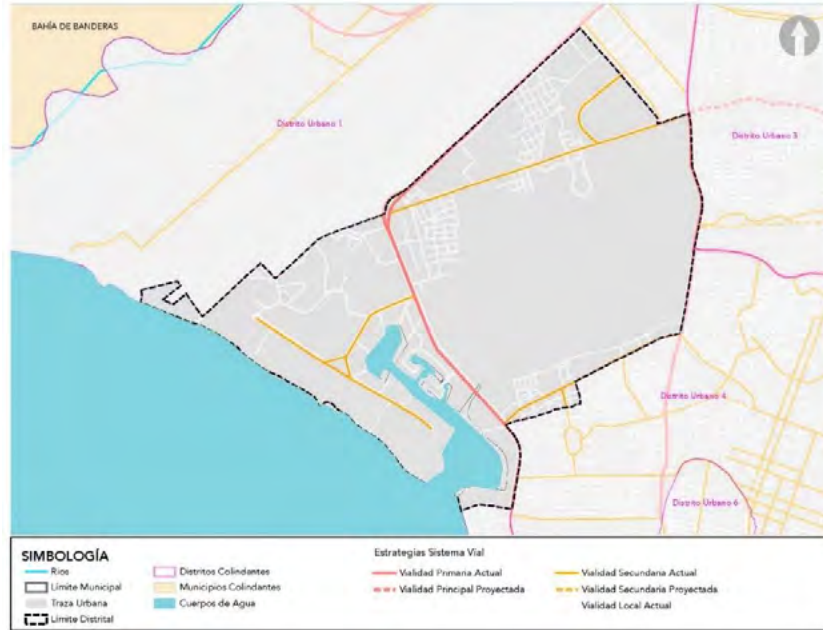 BAHÍA DE BANDERAS
Distrito Urbano 1
Distrito Urbano 3
Distrito Urbano 4
Distrito Urbano 6
SIMBOLOGÍA
Rios
Límite Municipal
Traza Urbana
Límite Distrital
Distritos Colindantes
Municipios Colindantes
Cuerpos de Agua
Estrategias Sistema Vial
Vialidad Primaria Actual
Vialidad Principal Proyectada
Vialidad Secundaria Actual
Vialidad Secundaria Proyectada
Vialidad Local Actual